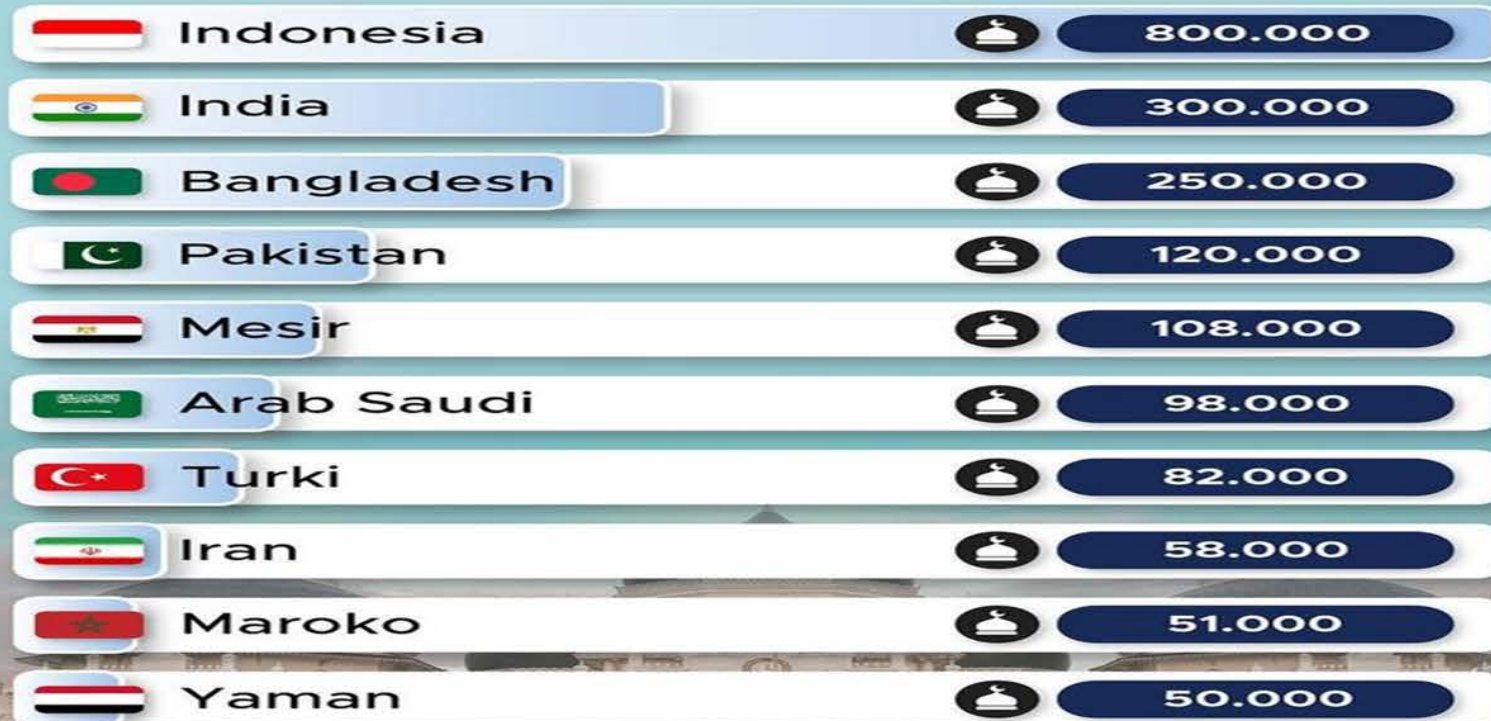 Indonesia 800.000
India 300.000
Bangladesh 250.000
Pakistan 120.000
Mesir 108.000
Arab Saudi 98.000
Turki 82.000
Iran 58.000
Maroko 51.000
Yaman 50.000